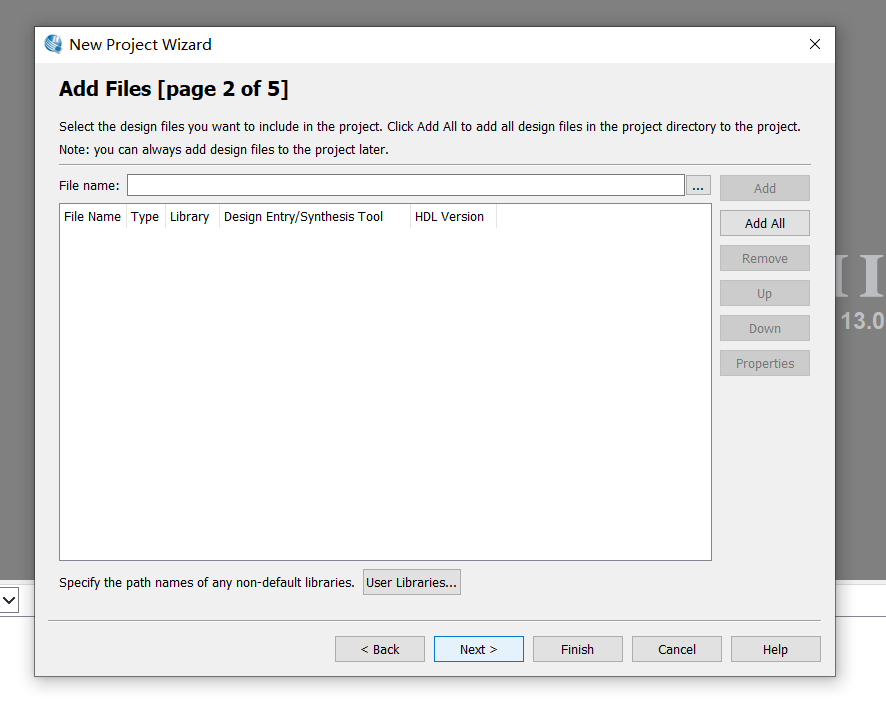 New Project Wizard
Add Files [page 2 of 5]
Select the design files you want to include in the project. Click Add All to add all design files in the project directory to the project.
Note: you can always add design files to the project later.
File name: ... Add
File Name Type Library Design Entry/Synthesis Tool HDL Version
Add All
Remove
Up
Down
Properties
II
13.0
Specify the path names of any non-default libraries. User Libraries...
< Back Next > Finish Cancel Help